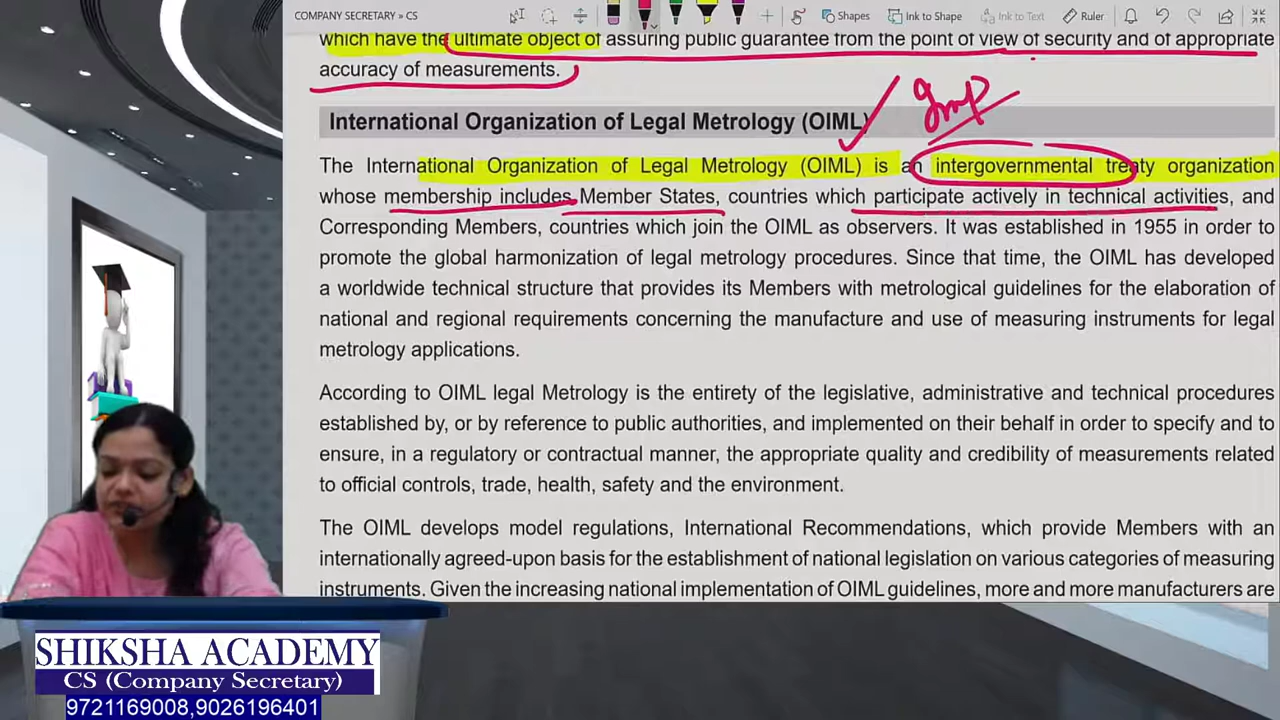 COMPANY SECRETARY » CS
Shapes
Ink to Shape
Ink to Text
Ruler
which have the ultimate object of assuring public guarantee from the point of view of security and of appropriate
accuracy of measurements.
Imp
International Organization of Legal Metrology (OIML)
The International Organization of Legal Metrology (OIML) is an intergovernmental treaty organization
whose membership includes Member States, countries which participate actively in technical activities, and
Corresponding Members, countries which join the OIML as observers. It was established in 1955 in order to
promote the global harmonization of legal metrology procedures. Since that time, the OIML has developed
a worldwide technical structure that provides its Members with metrological guidelines for the elaboration of
national and regional requirements concerning the manufacture and use of measuring instruments for legal
metrology applications.
According to OIML legal Metrology is the entirety of the legislative, administrative and technical procedures
established by, or by reference to public authorities, and implemented on their behalf in order to specify and to
ensure, in a regulatory or contractual manner, the appropriate quality and credibility of measurements related
to official controls, trade, health, safety and the environment.
The OIML develops model regulations, International Recommendations, which provide Members with an
internationally agreed-upon basis for the establishment of national legislation on various categories of measuring
instruments. Given the increasing national implementation of OIML guidelines, more and more manufacturers are
SHIKSHA ACADEMY
CS (Company Secretary)
9721169008,9026196401